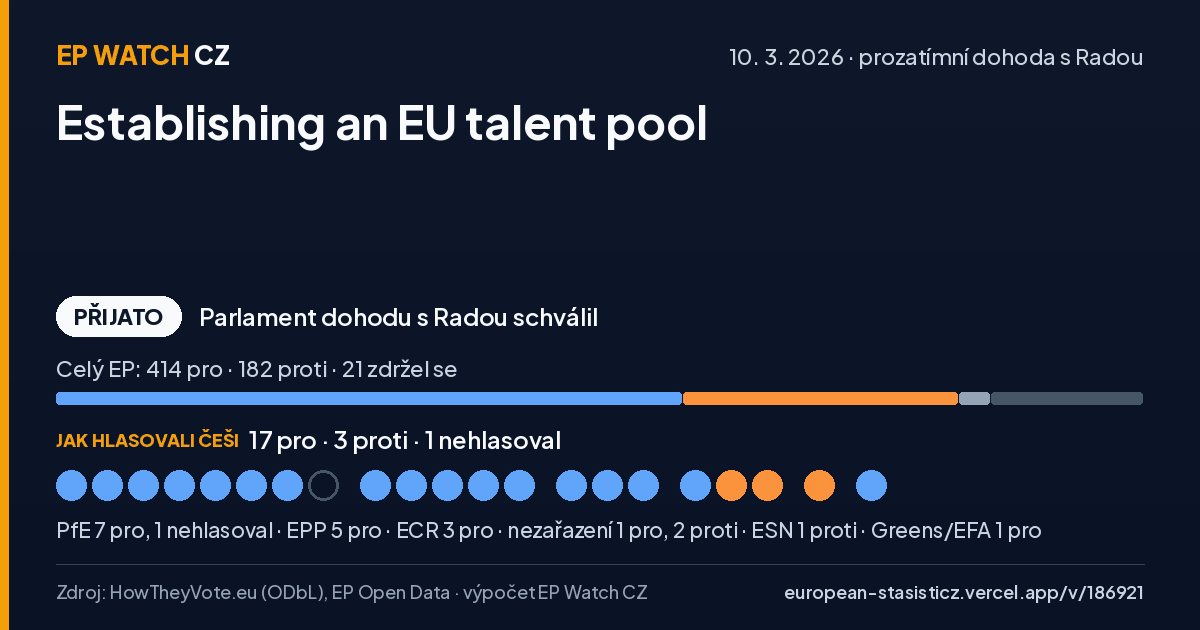 EP WATCH CZ
10. 3. 2026 · prozatímní dohoda s Radou
Establishing an EU talent pool
PŘIJATO Parlament dohodu s Radou schválil
Celý EP: 414 pro · 182 proti · 21 zdržel se
JAK HLASOVALI ČEŠI 17 pro · 3 proti · 1 nehlasoval
PfE 7 pro, 1 nehlasoval · EPP 5 pro · ECR 3 pro · nezařazení 1 pro, 2 proti · ESN 1 proti · Greens/EFA 1 pro
Zdroj: HowTheyVote.eu (ODbL), EP Open Data · výpočet EP Watch CZ
european-stasisticz.vercel.app/v/186921